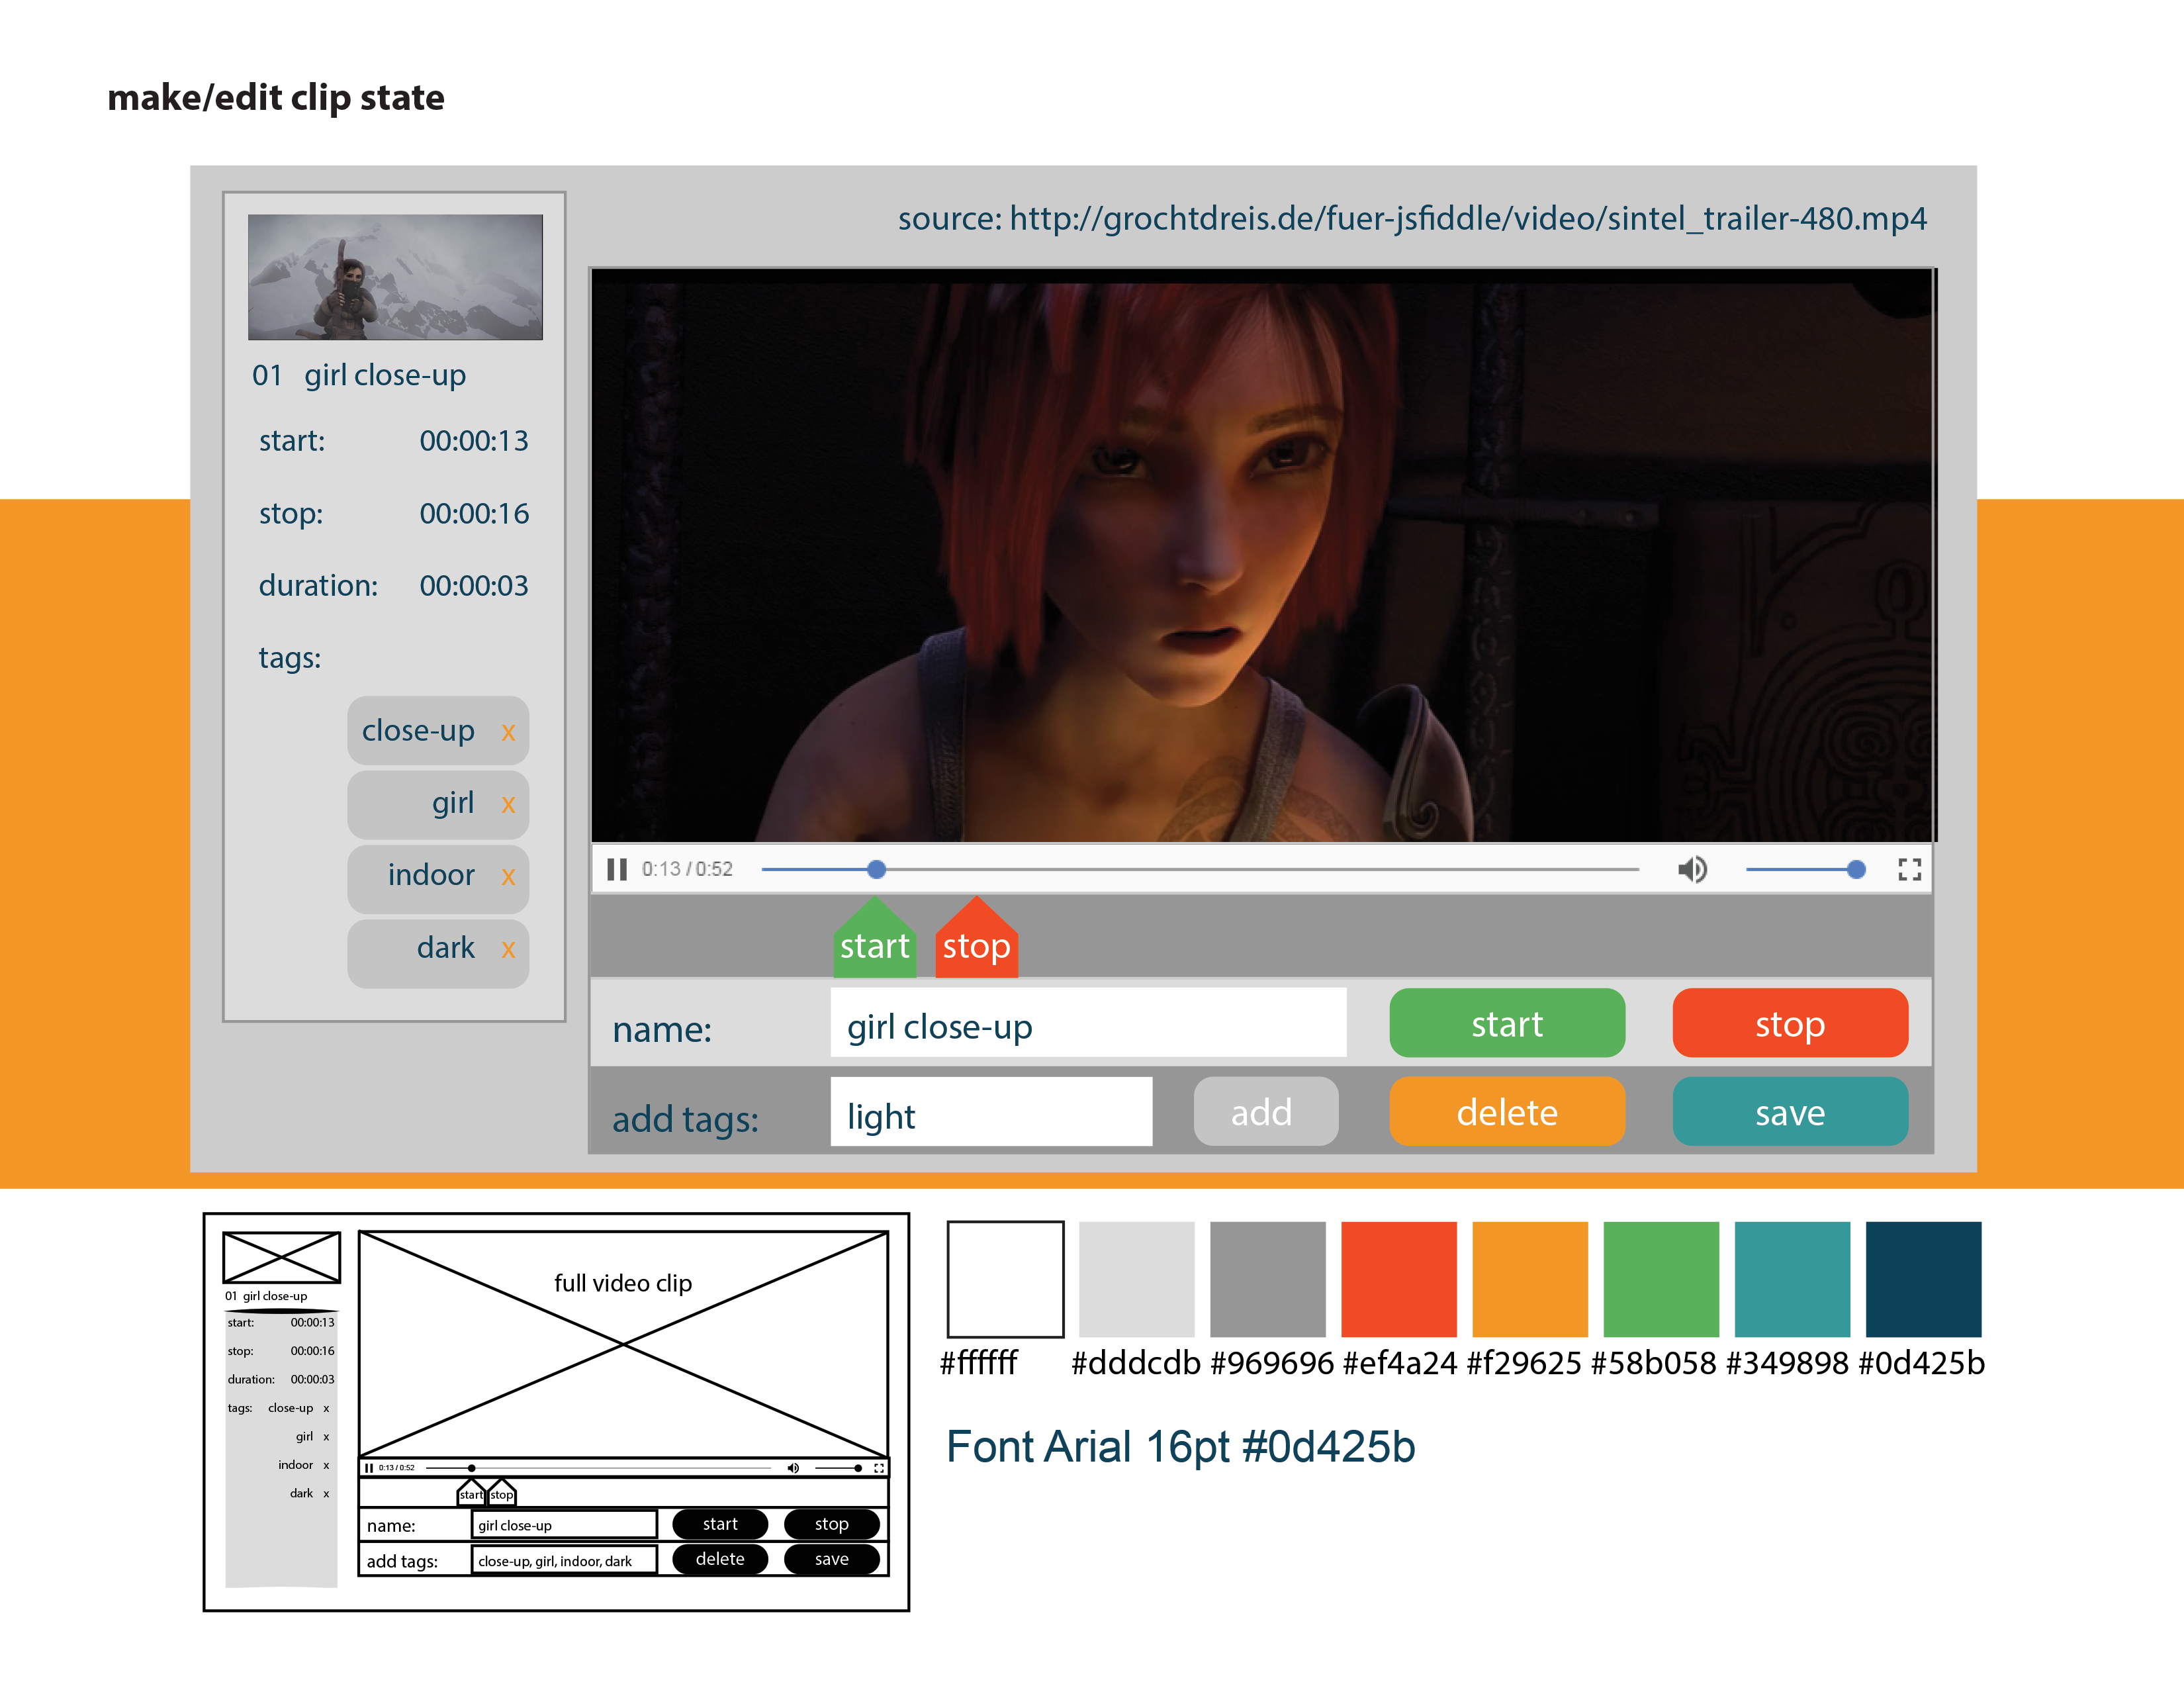 make/edit clip state
source: http://grochtdreis.de/fuer-jsfiddle/video/sintel_trailer-480.mp4
01 girl close-up
start: 00:00:13
stop: 00:00:16
duration: 00:00:03
tags:
close-up x
girl x
indoor x
dark x
0:13 / 0:52
start stop
name: girl close-up start stop
add tags: light add delete save
full video clip
01 girl close-up
start: 00:00:13
stop: 00:00:16
duration: 00:00:03
tags: close-up x
girl x
indoor x
dark x
0:13 / 0:52
start stop
name: girl close-up start stop
add tags: close-up, girl, indoor, dark delete save
#ffffff #dddcdb #969696 #ef4a24 #f29625 #58b058 #349898 #0d425b
Font Arial 16pt #0d425b